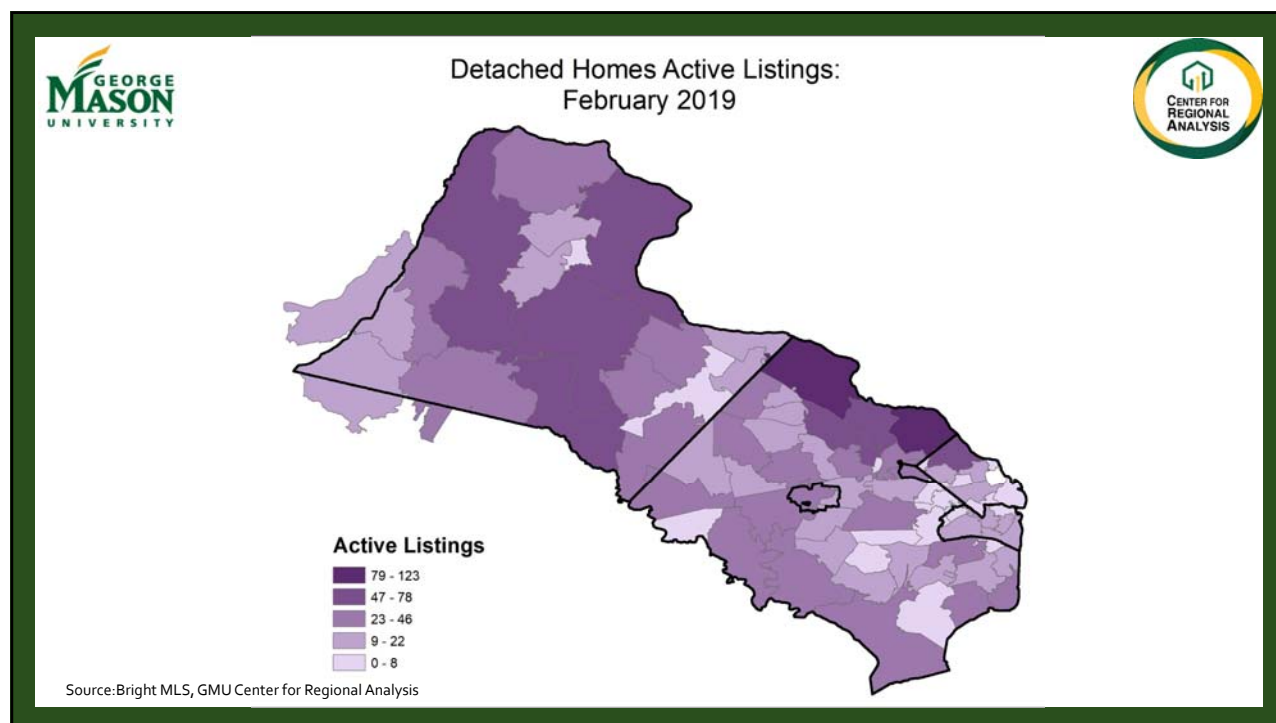 GEORGE
MASON
UNIVERSITY
Detached Homes Active Listings:
February 2019
CENTER FOR
REGIONAL
ANALYSIS
Active Listings
79 - 123
47 - 78
23 - 46
9 - 22
0 - 8
Source:Bright MLS, GMU Center for Regional Analysis